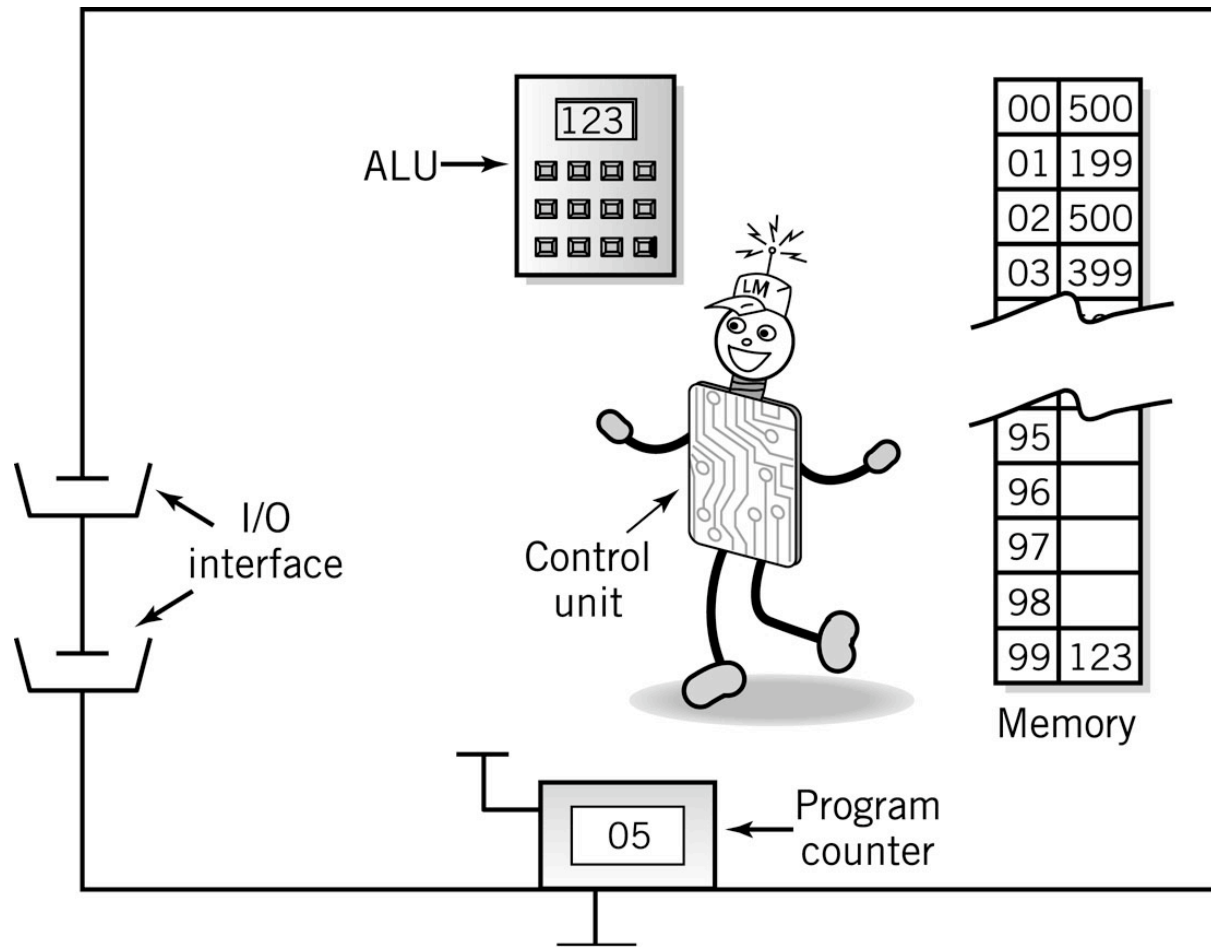 123
ALU
LM
00 500
01 199
02 500
03 399
95
96
97
98
99 123
Memory
I/O
interface
Control
unit
05
Program
counter